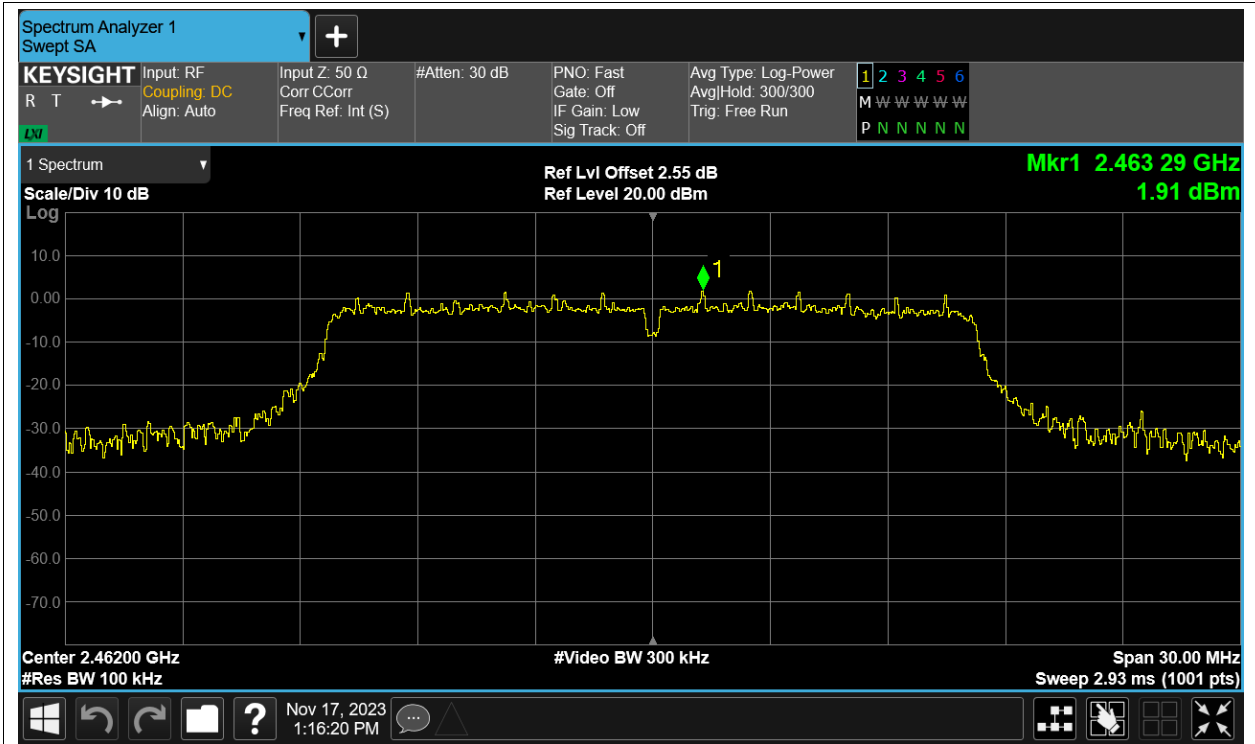 Spectrum Analyzer 1
Swept SA
KEYSIGHT
R T
LXI
Input: RF
Coupling: DC
Align: Auto
Input Z: 50 Ω
Corr CCorr
Freq Ref: Int (S)
#Atten: 30 dB
PNO: Fast
Gate: Off
IF Gain: Low
Sig Track: Off
Avg Type: Log-Power
Avg|Hold: 300/300
Trig: Free Run
1 2 3 4 5 6
M W W W W W
P N N N N N
1 Spectrum
Scale/Div 10 dB
Ref Lvl Offset 2.55 dB
Ref Level 20.00 dBm
Mkr1 2.463 29 GHz
1.91 dBm
Log
1
10.0
0.00
-10.0
-20.0
-30.0
-40.0
-50.0
-60.0
-70.0
Center 2.46200 GHz
#Res BW 100 kHz
#Video BW 300 kHz
Span 30.00 MHz
Sweep 2.93 ms (1001 pts)
?
Nov 17, 2023
1:16:20 PM